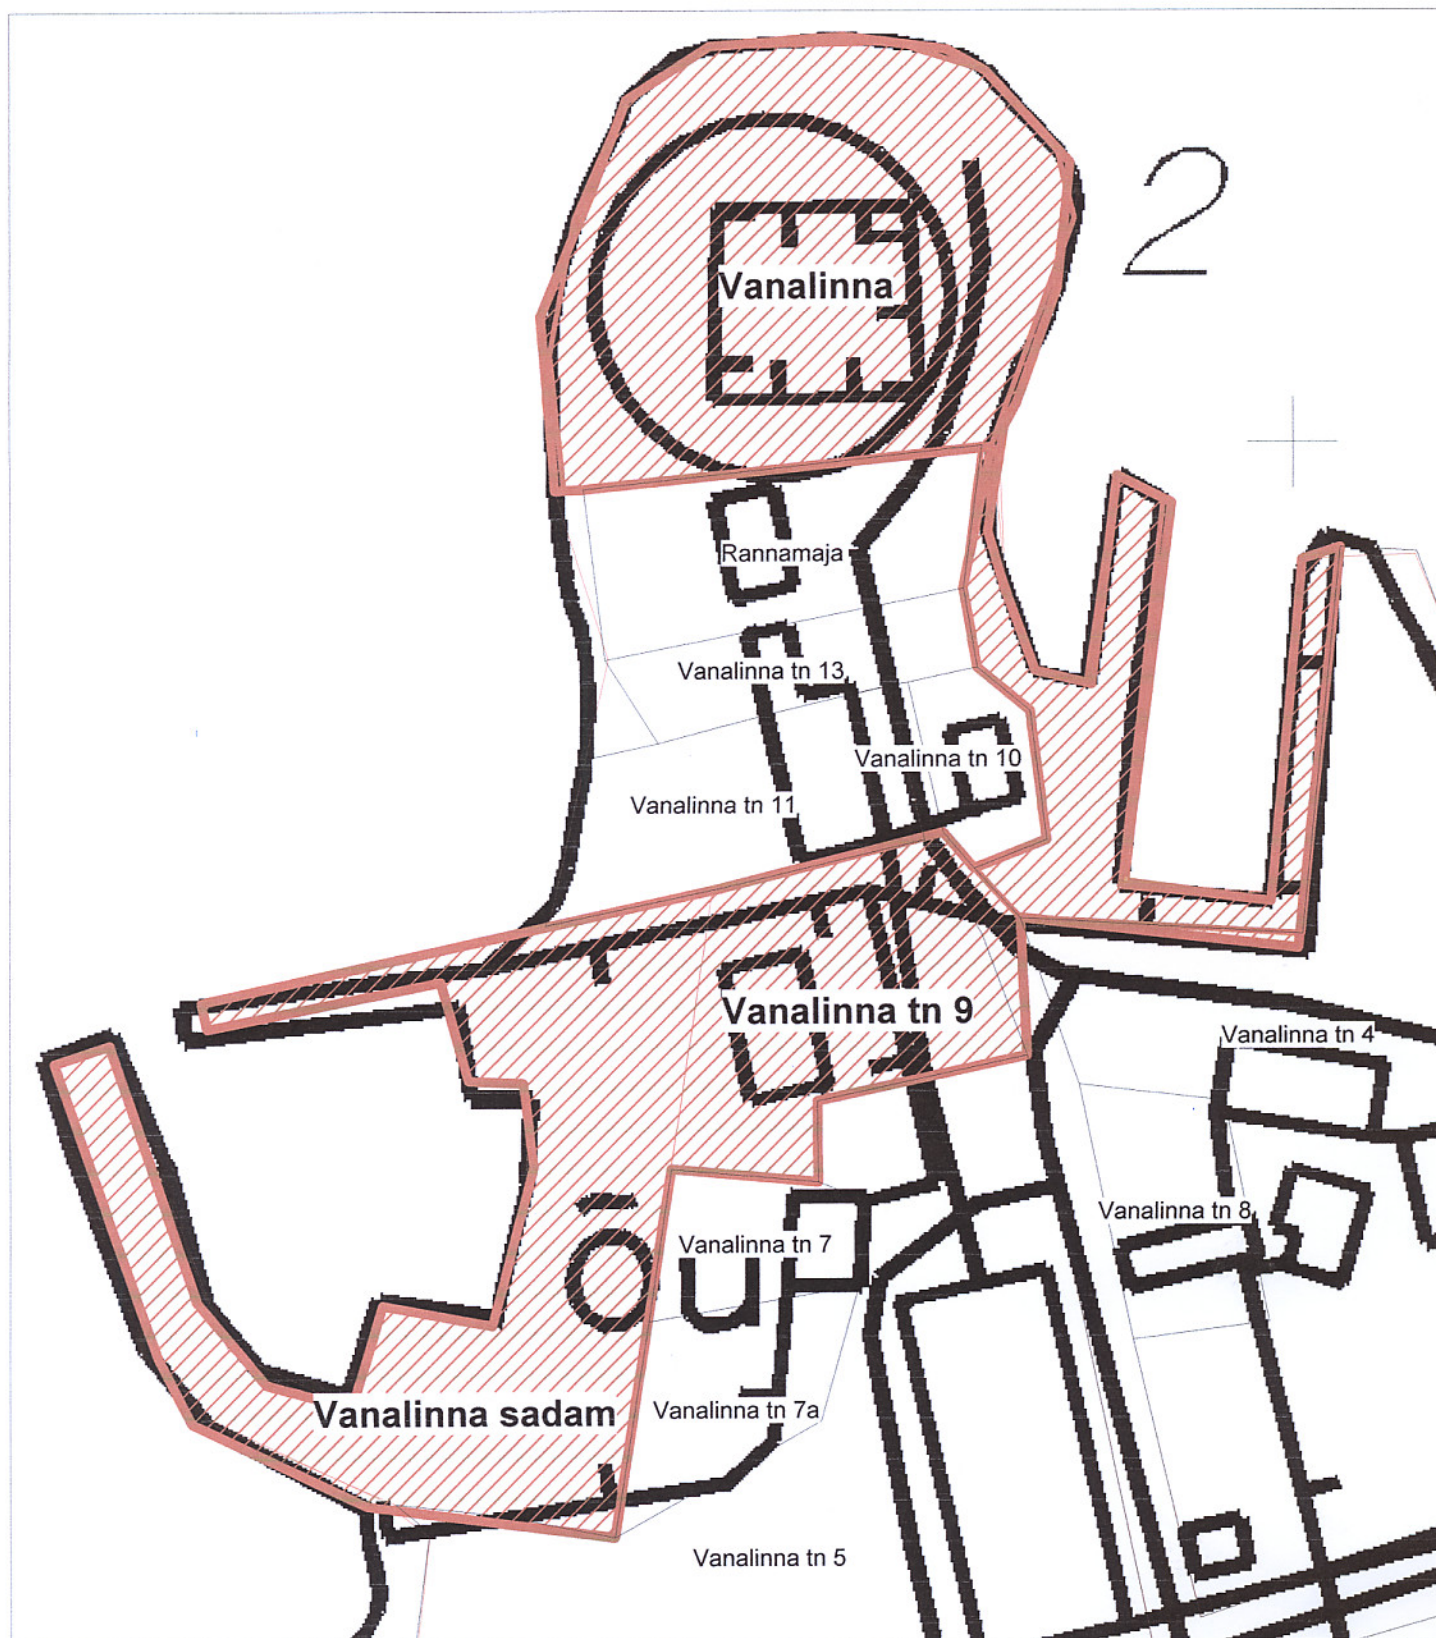 2
Vanalinna
Rannamaja
Vanalinna tn 13
Vanalinna tn 10
Vanalinna tn 11
Vanalinna tn 9
Vanalinna tn 4
Vanalinna tn 8
Vanalinna tn 7
õu
Vanalinna sadam
Vanalinna tn 7a
Vanalinna tn 5